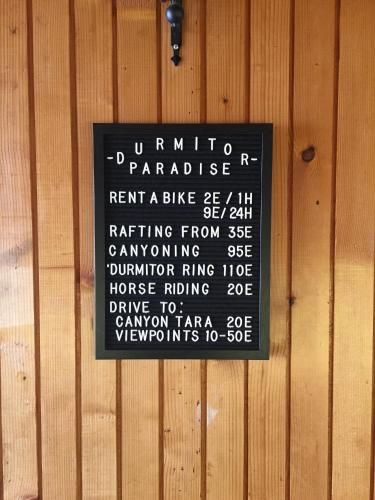 -DURMITOR-
PARADISE
RENT A BIKE 2E / 1H
9E/24H
RAFTING FROM 35E
CANYONING 95E
'DURMITOR RING 110E
HORSE RIDING 20E
DRIVE TO:
CANYON TARA 20E
VIEWPOINTS 10-50E